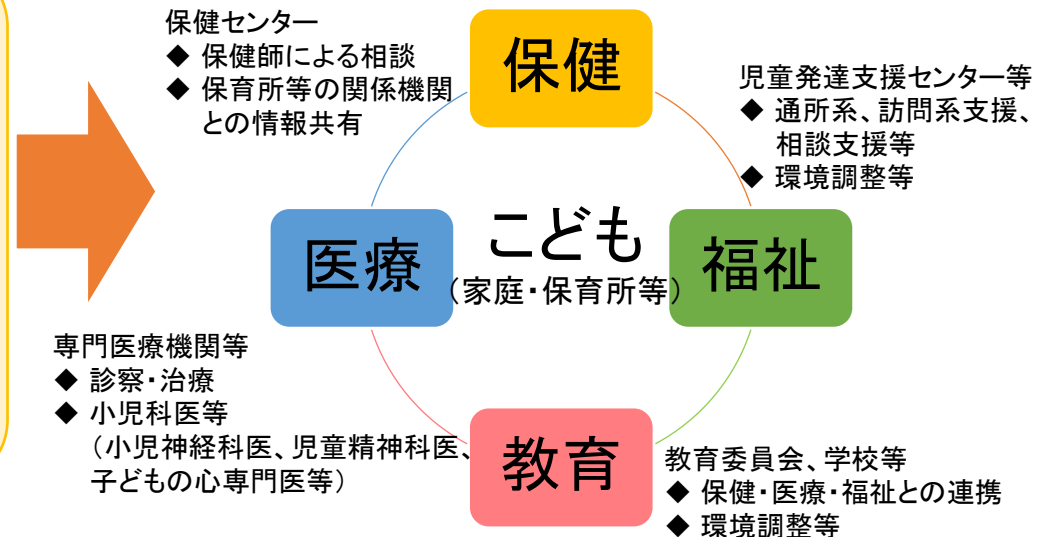 保健センター
◆ 保健師による相談
◆ 保育所等の関係機関
との情報共有
保健
児童発達支援センター等
◆ 通所系、訪問系支援、
相談支援等
◆ 環境調整等
医療
こども
（家庭・保育所等）
福祉
専門医療機関等
◆ 診察・治療
◆ 小児科医等
（小児神経科医、児童精神科医、
子どもの心専門医等）
教育
教育委員会、学校等
◆ 保健・医療・福祉との連携
◆ 環境調整等